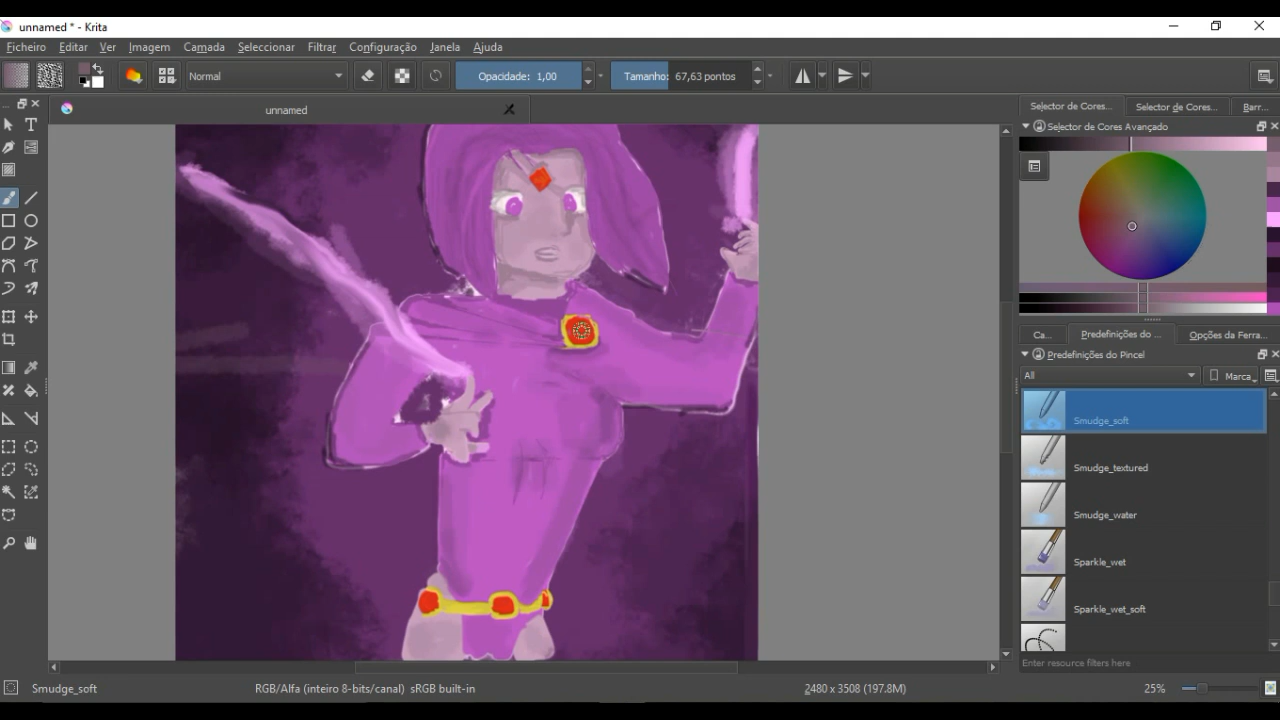 unnamed * - Krita
Ficheiro Editar Ver Imagem Camada Seleccionar Filtrar Configuração Janela Ajuda
Normal Opacidade: 1,00 Tamanho: 67,63 pontos
unnamed
Selector de Cores... Selector de Cores... Barr...
Selector de Cores Avançado
Ca... Predefinições do ... Opções da Ferra...
Predefinições do Pincel
All Marca
Smudge_soft
Smudge_textured
Smudge_water
Sparkle_wet
Sparkle_wet_soft
Enter resource filters here
Smudge_soft RGB/Alfa (inteiro 8-bits/canal) sRGB built-in 2480 x 3508 (197.8M) 25%